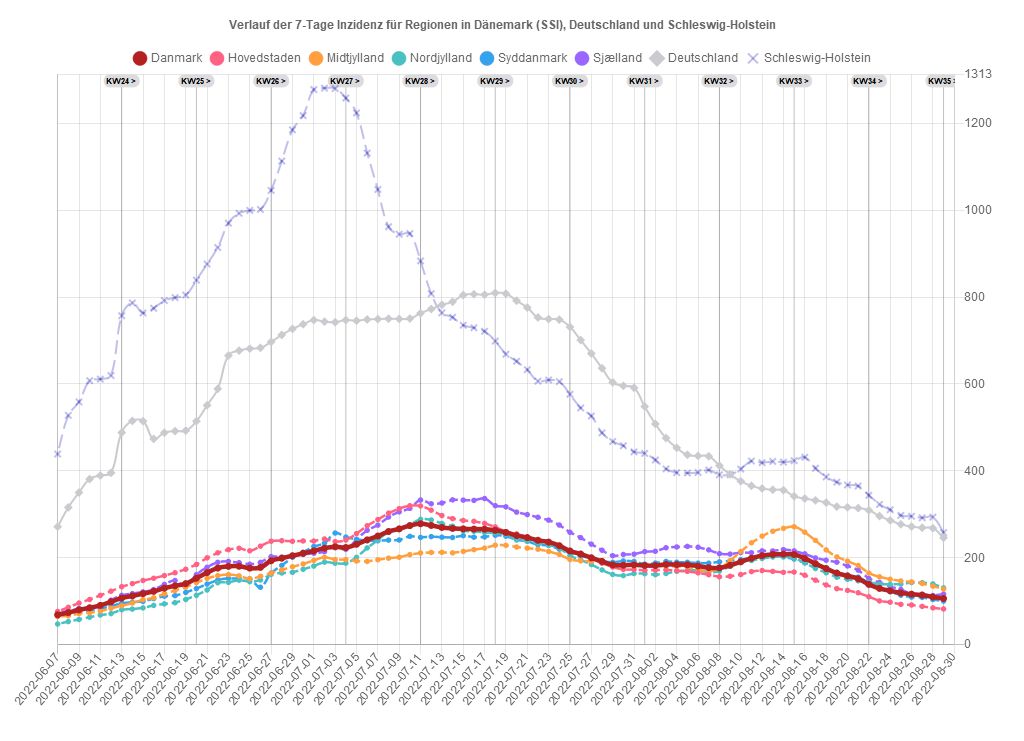 Verlauf der 7-Tage Inzidenz für Regionen in Dänemark (SSI), Deutschland und Schleswig-Holstein
Danmark Hovedstaden Midtjylland Nordjylland Syddanmark Sjælland Deutschland Schleswig-Holstein
KW24 > KW25 > KW26 > KW27 > KW28 > KW29 > KW30 > KW31 > KW32 > KW33 > KW34 > KW35
1313
1200
1000
800
600
400
200
0
2022-06-07 2022-06-09 2022-06-11 2022-06-13 2022-06-15 2022-06-17 2022-06-19 2022-06-21 2022-06-23 2022-06-25 2022-06-27 2022-06-29 2022-07-01 2022-07-03 2022-07-05 2022-07-07 2022-07-09 2022-07-11 2022-07-13 2022-07-15 2022-07-17 2022-07-19 2022-07-21 2022-07-23 2022-07-25 2022-07-27 2022-07-29 2022-07-31 2022-08-02 2022-08-04 2022-08-06 2022-08-08 2022-08-10 2022-08-12 2022-08-14 2022-08-16 2022-08-18 2022-08-20 2022-08-22 2022-08-24 2022-08-26 2022-08-28 2022-08-30